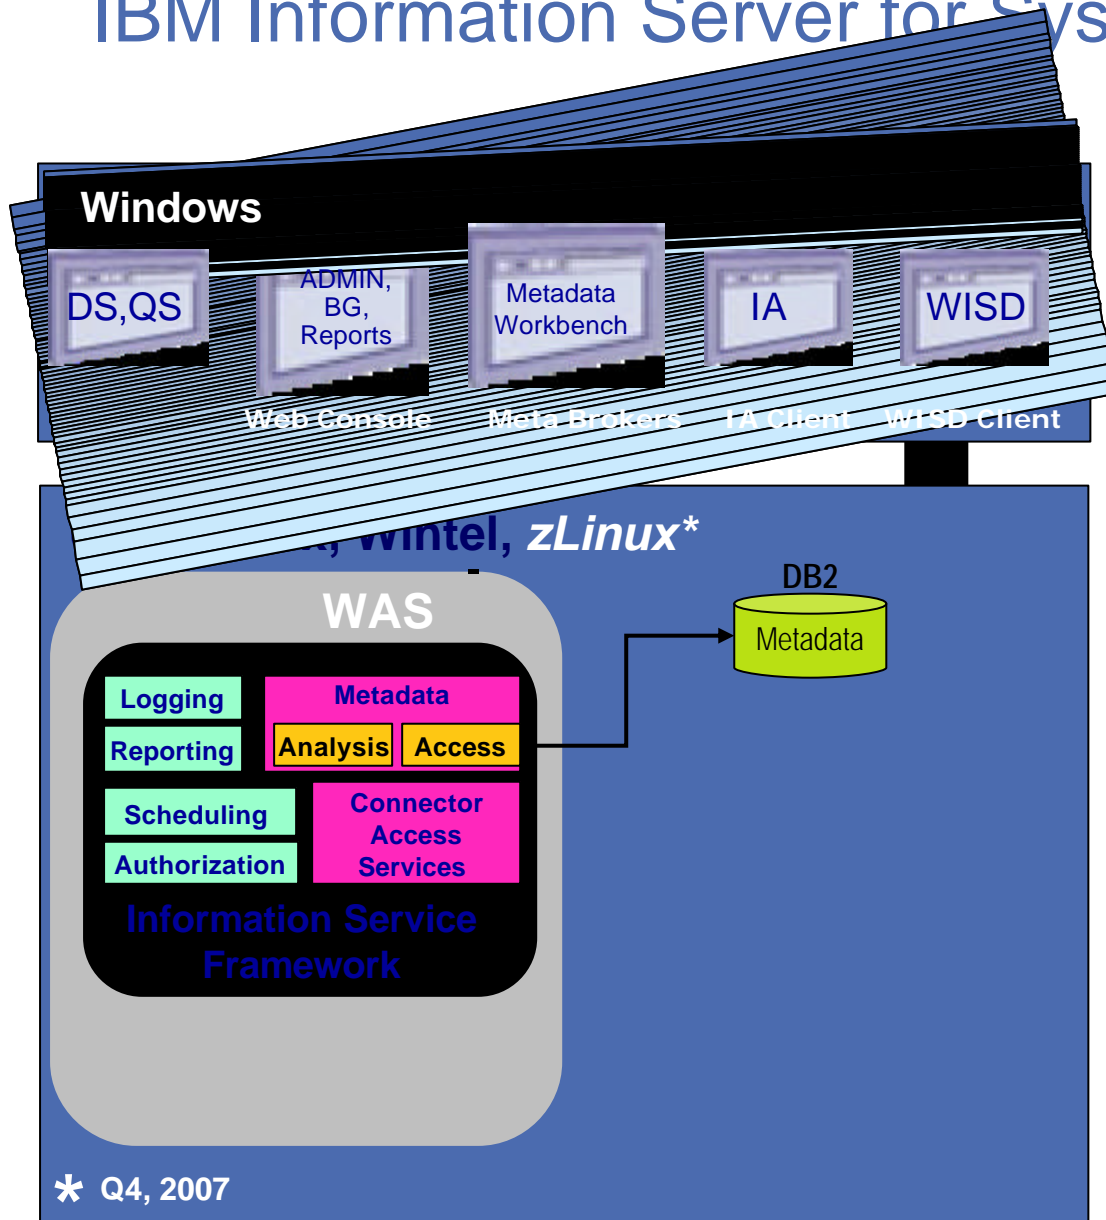 IBM Information Server for Sys
Windows
DS,QS
ADMIN,
BG,
Reports
Metadata
Workbench
IA
WISD
Web Console
Meta Brokers
IA Client
WISD Client
Wintel, zLinux*
WAS
DB2
Metadata
Logging
Reporting
Metadata
Analysis
Access
Scheduling
Authorization
Connector
Access
Services
Information Service
Framework
* Q4, 2007